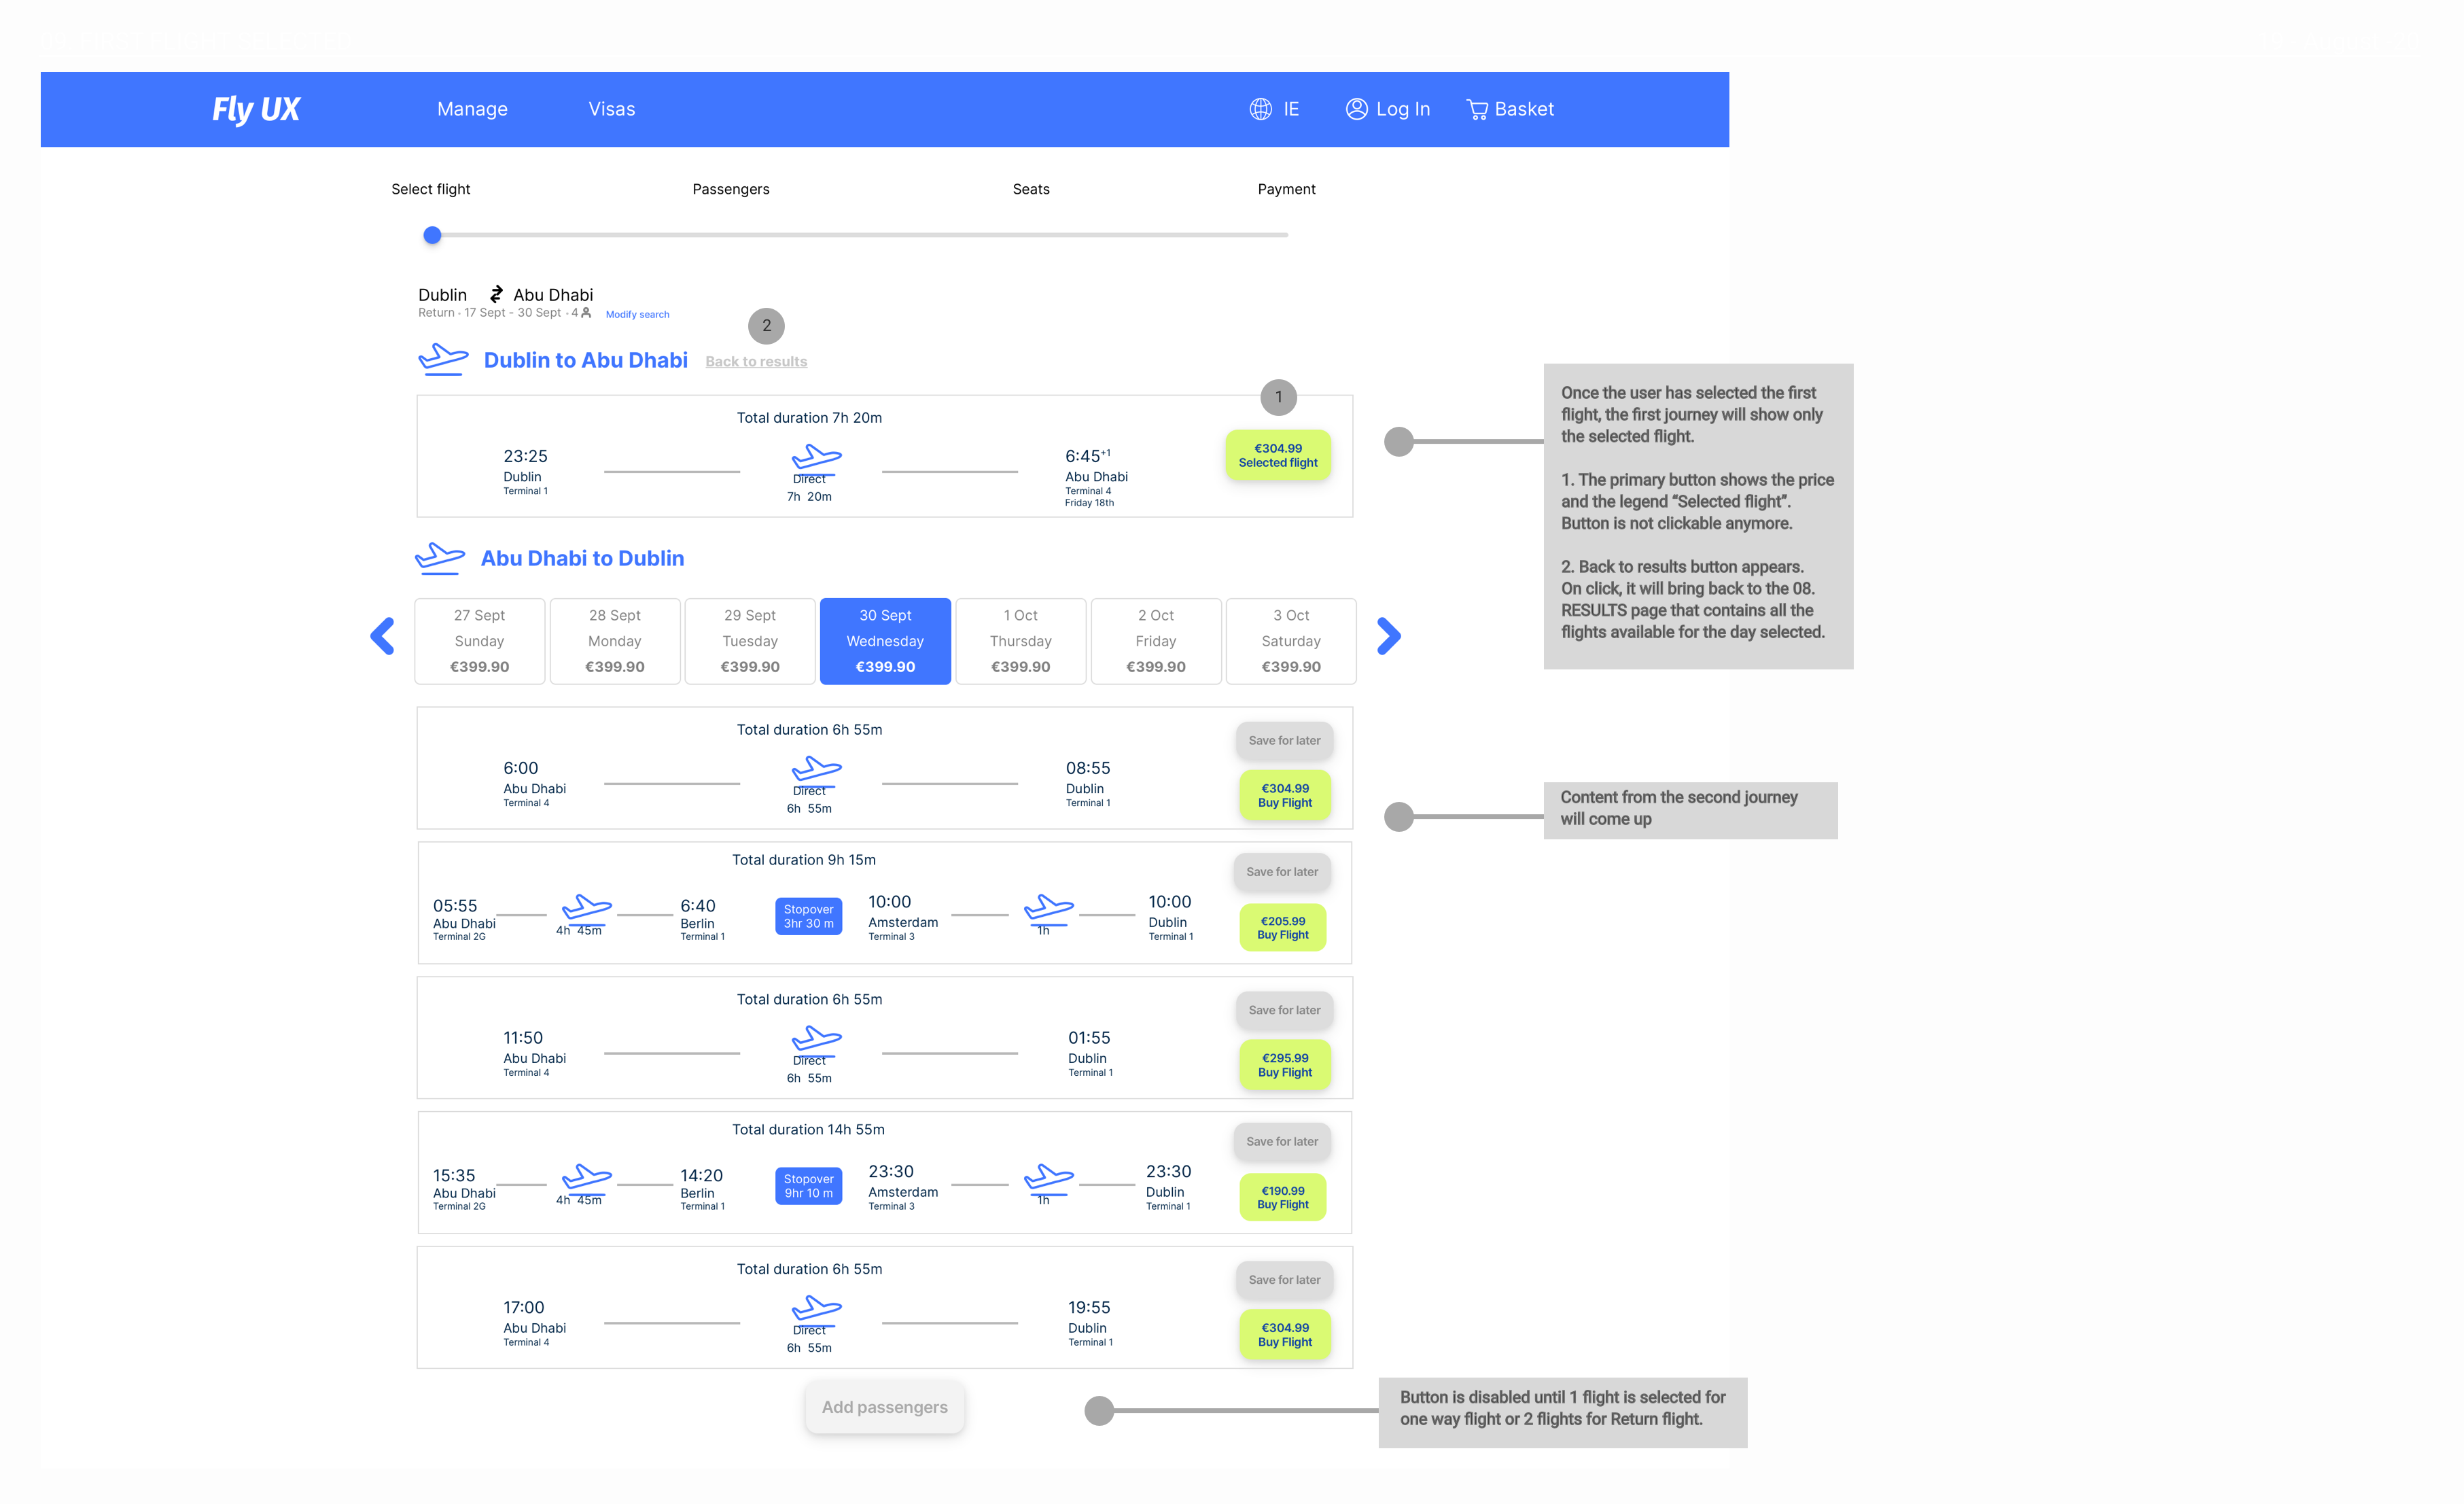 Fly UX
Manage
Visas
IE
Log In
Basket
Select flight
Passengers
Seats
Payment
Dublin
Abu Dhabi
Return · 17 Sept - 30 Sept · 4
Modify search
2
Dublin to Abu Dhabi
Back to results
1
Total duration 7h 20m
23:25
Dublin
Terminal 1
Direct
7h 20m
6:45+1
Abu Dhabi
Terminal 4
Friday 18th
€304.99
Selected flight
Once the user has selected the first
flight, the first journey will show only
the selected flight.
1. The primary button shows the price
and the legend “Selected flight”.
Button is not clickable anymore.
2. Back to results button appears.
On click, it will bring back to the 08.
RESULTS page that contains all the
flights available for the day selected.
Abu Dhabi to Dublin
27 Sept
Sunday
€399.90
28 Sept
Monday
€399.90
29 Sept
Tuesday
€399.90
30 Sept
Wednesday
€399.90
1 Oct
Thursday
€399.90
2 Oct
Friday
€399.90
3 Oct
Saturday
€399.90
Total duration 6h 55m
6:00
Abu Dhabi
Terminal 4
Direct
6h 55m
08:55
Dublin
Terminal 1
Save for later
€304.99
Buy Flight
Content from the second journey
will come up
Total duration 9h 15m
05:55
Abu Dhabi
Terminal 2G
4h 45m
6:40
Berlin
Terminal 1
Stopover
3hr 30 m
10:00
Amsterdam
Terminal 3
1h
10:00
Dublin
Terminal 1
Save for later
€205.99
Buy Flight
Total duration 6h 55m
11:50
Abu Dhabi
Terminal 4
Direct
6h 55m
01:55
Dublin
Terminal 1
Save for later
€295.99
Buy Flight
Total duration 14h 55m
15:35
Abu Dhabi
Terminal 2G
4h 45m
14:20
Berlin
Terminal 1
Stopover
9hr 10 m
23:30
Amsterdam
Terminal 3
1h
23:30
Dublin
Terminal 1
Save for later
€190.99
Buy Flight
Total duration 6h 55m
17:00
Abu Dhabi
Terminal 4
Direct
6h 55m
19:55
Dublin
Terminal 1
Save for later
€304.99
Buy Flight
Add passengers
Button is disabled until 1 flight is selected for
one way flight or 2 flights for Return flight.